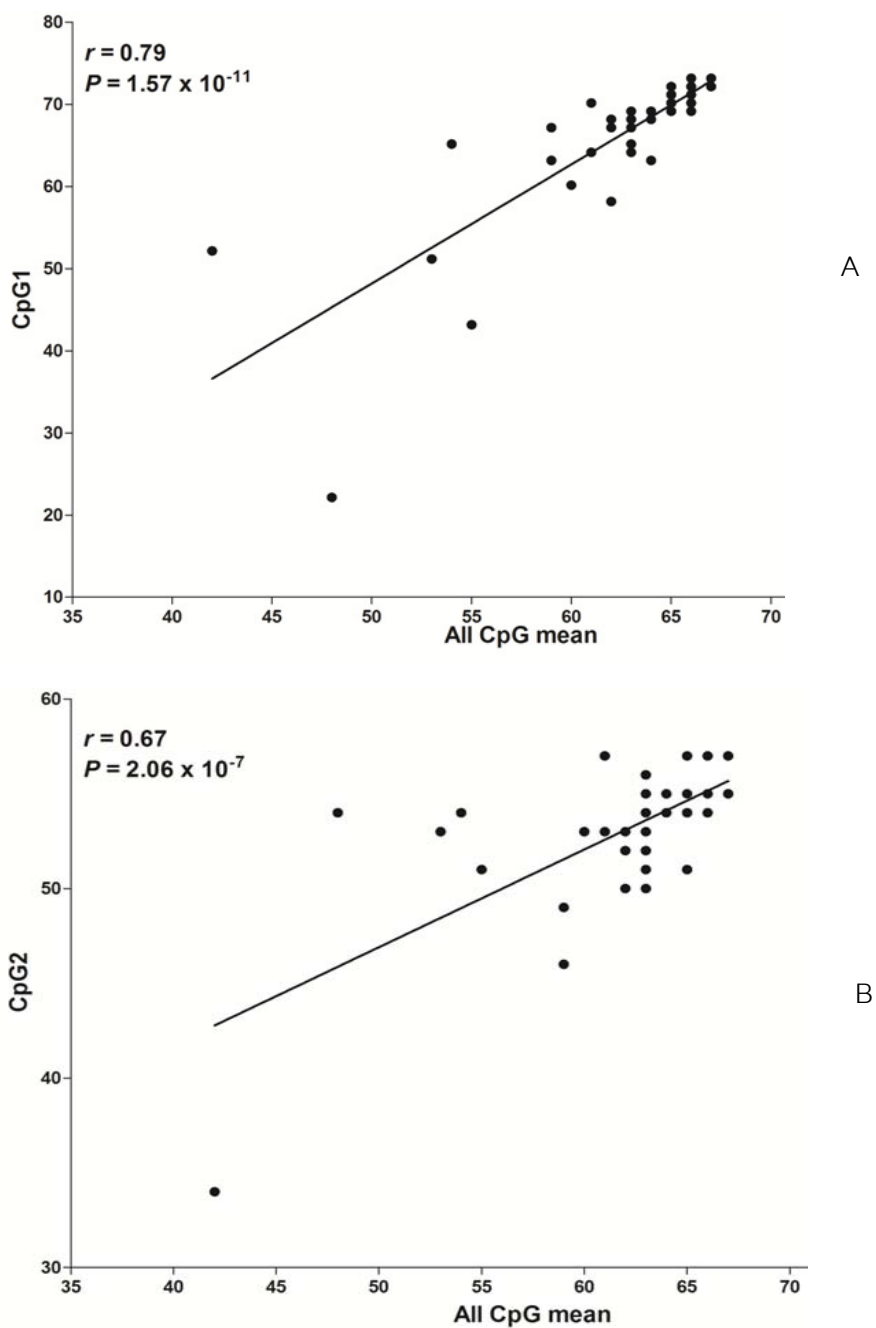 80
r = 0.79
P = 1.57 x 10⁻¹¹
70
60
50
40
30
20
10
CpG1
35 40 45 50 55 60 65 70
All CpG mean
A
60
r = 0.67
P = 2.06 x 10⁻⁷
50
40
30
CpG2
35 40 45 50 55 60 65 70
All CpG mean
B